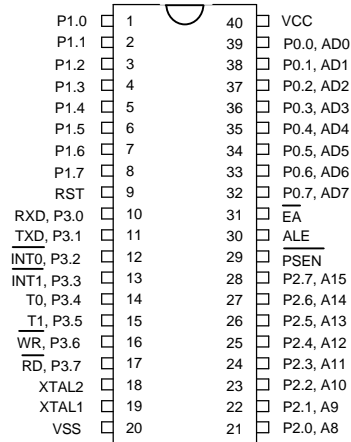 P1.0 1 40 VCC
P1.1 2 39 P0.0, AD0
P1.2 3 38 P0.1, AD1
P1.3 4 37 P0.2, AD2
P1.4 5 36 P0.3, AD3
P1.5 6 35 P0.4, AD4
P1.6 7 34 P0.5, AD5
P1.7 8 33 P0.6, AD6
RST 9 32 P0.7, AD7
RXD, P3.0 10 31 E̅A̅
TXD, P3.1 11 30 ALE
I̅N̅T̅0̅, P3.2 12 29 P̅S̅E̅N̅
I̅N̅T̅1̅, P3.3 13 28 P2.7, A15
T0, P3.4 14 27 P2.6, A14
T1, P3.5 15 26 P2.5, A13
W̅R̅, P3.6 16 25 P2.4, A12
R̅D̅, P3.7 17 24 P2.3, A11
XTAL2 18 23 P2.2, A10
XTAL1 19 22 P2.1, A9
VSS 20 21 P2.0, A8